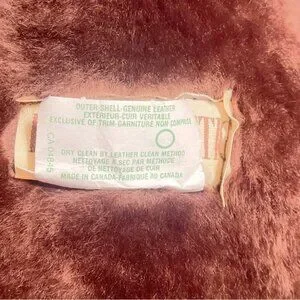 OUTER-SHELL-GENUINE LEATHER
EXTÉRIEUR-CUIR VERITABLE
EXCLUSIVE OF TRIM-GARNITURE NON COMPRISE
DRY CLEAN BY LEATHER CLEAN METHOD
NETTOYAGE A SEC PAR METHODE
DE NETTOYAGE DE CUIR
MADE IN CANADA-FABRIQUE AU CANADA